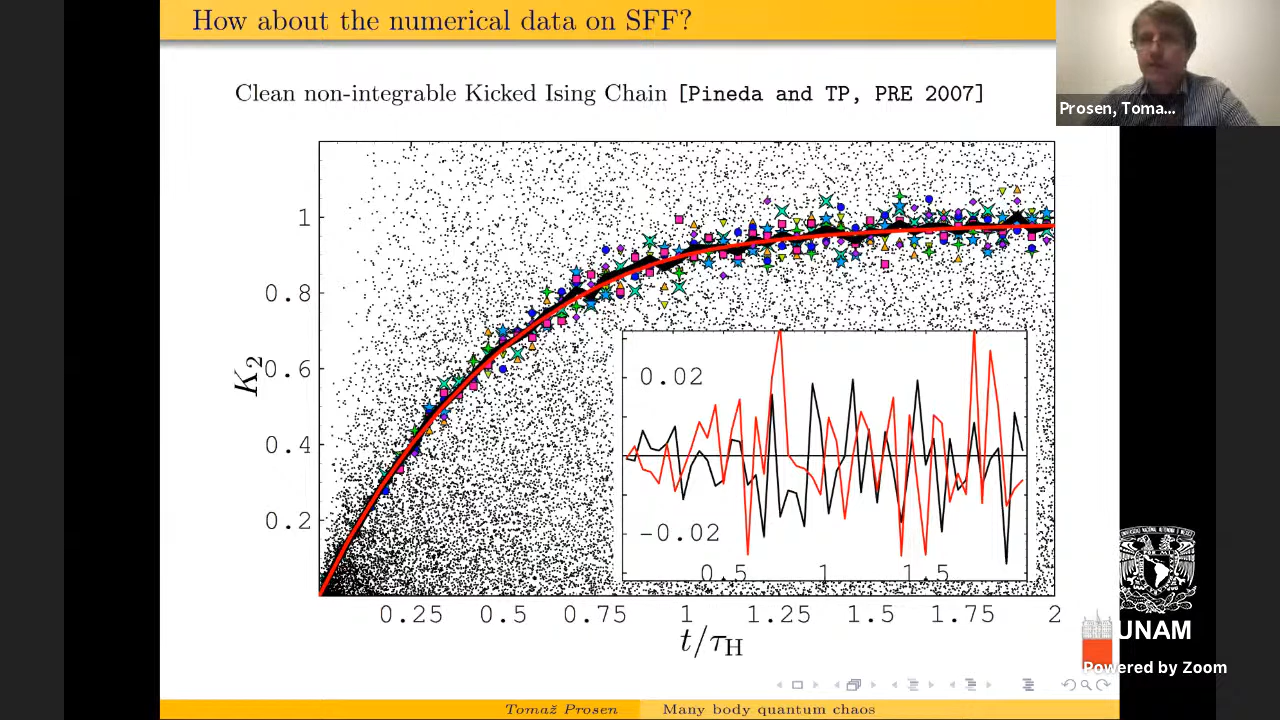 How about the numerical data on SFF?
Prosen, Toma...
Clean non-integrable Kicked Ising Chain [Pineda and TP, PRE 2007]
1
0.8
0.6
0.4
0.2
K₂
0.02
-0.02
0.5 1 1.5
0.25 0.5 0.75 1 1.25 1.5 1.75 2
t/τH
UNAM
Powered by Zoom
Tomaž Prosen Many body quantum chaos